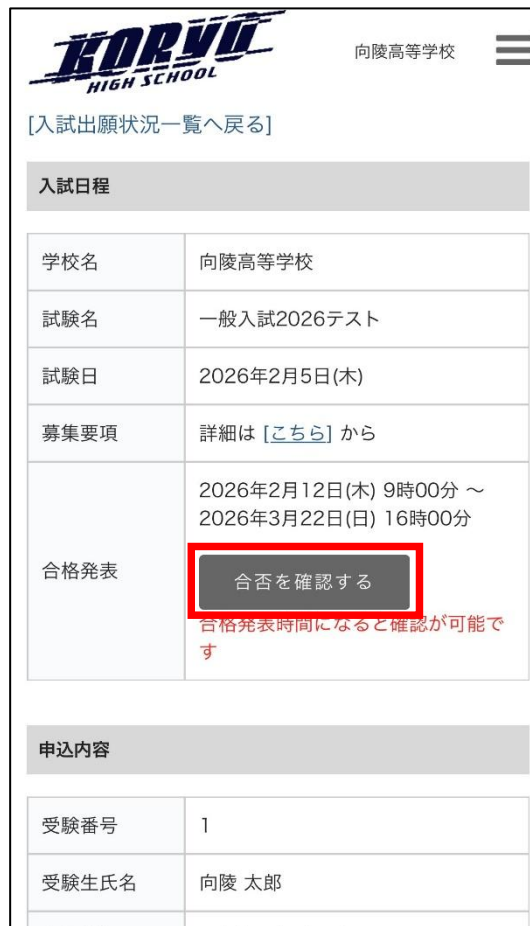 KORYO
HIGH SCHOOL
向陵高等学校
[入試出願状況一覧へ戻る]
入試日程
学校名 向陵高等学校
試験名 一般入試2026テスト
試験日 2026年2月5日(木)
募集要項 詳細は [こちら] から
合格発表 2026年2月12日(木) 9時00分 ～
2026年3月22日(日) 16時00分
合否を確認する
合格発表時間になると確認が可能で
す
申込内容
受験番号 1
受験生氏名 向陵 太郎